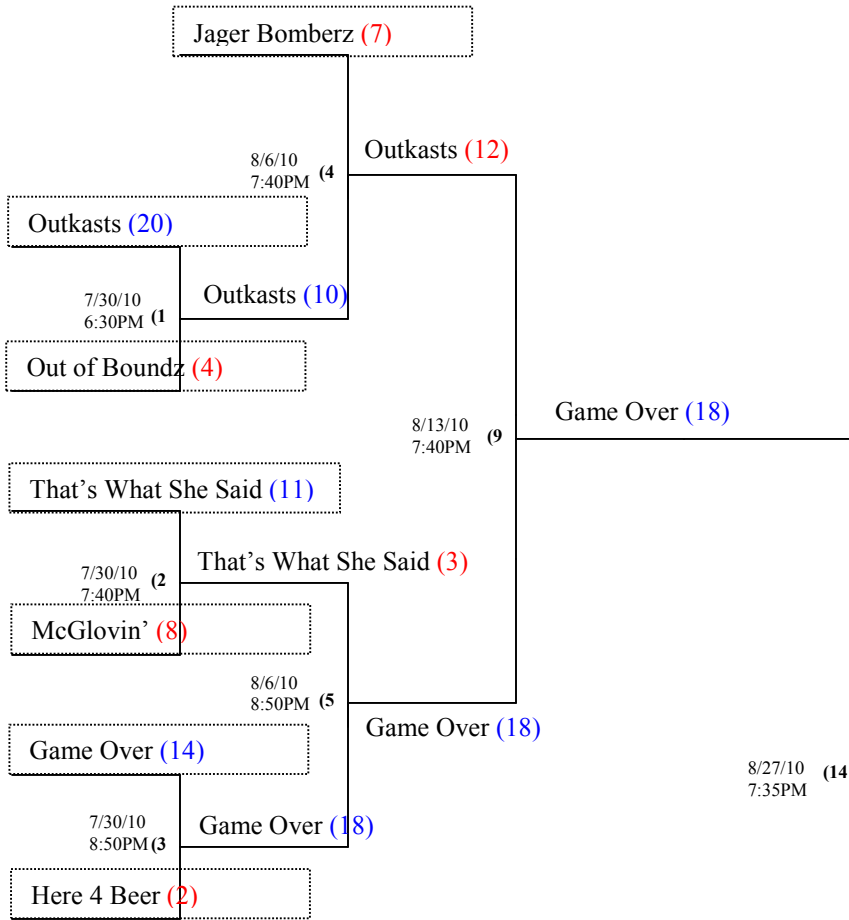 Jager Bomberz (7)
8/6/10
7:40PM (4
Outkasts (12)
Outkasts (20)
7/30/10
6:30PM (1
Outkasts (10)
Out of Boundz (4)
8/13/10
7:40PM (9
Game Over (18)
That's What She Said (11)
7/30/10
7:40PM (2
That's What She Said (3)
McGlovin' (8)
8/6/10
8:50PM (5
Game Over (18)
Game Over (14)
8/27/10
7:35PM (14
7/30/10
8:50PM (3
Game Over (18)
Here 4 Beer (2)